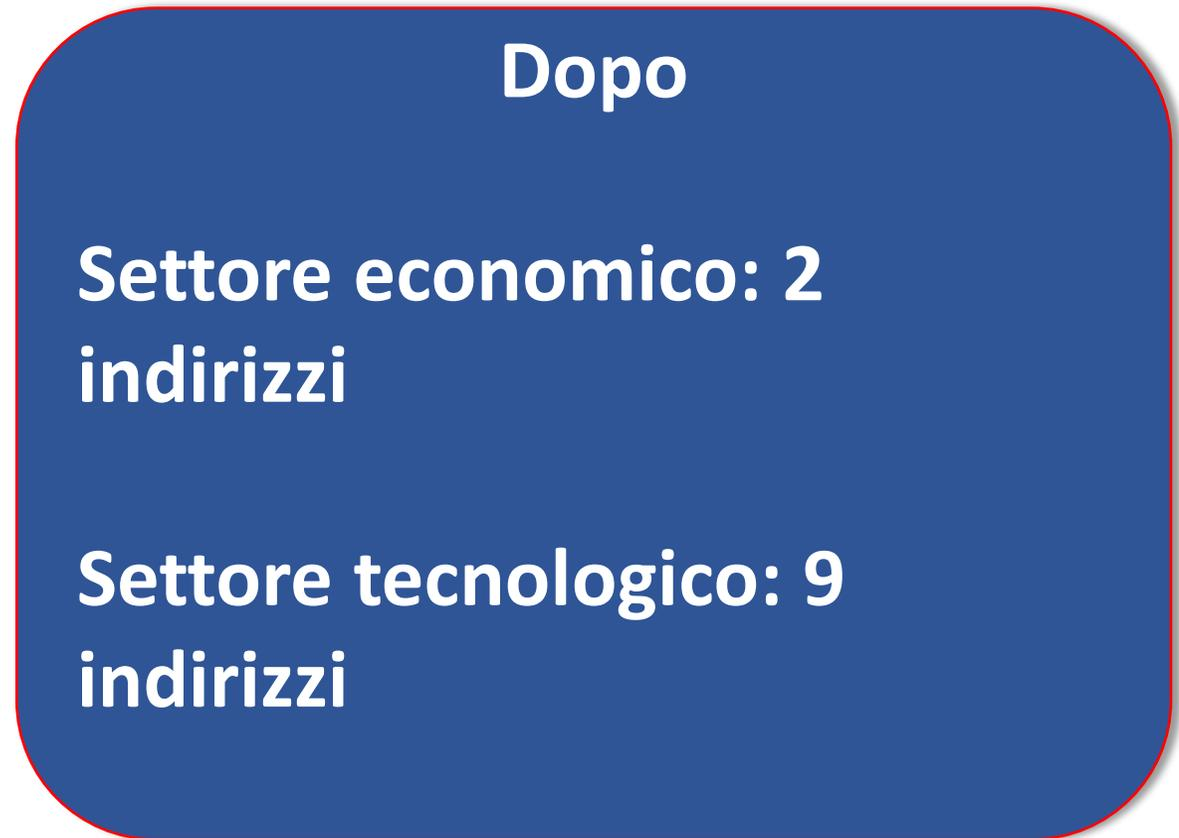 Dopo
Settore economico: 2
indirizzi
Settore tecnologico: 9
indirizzi